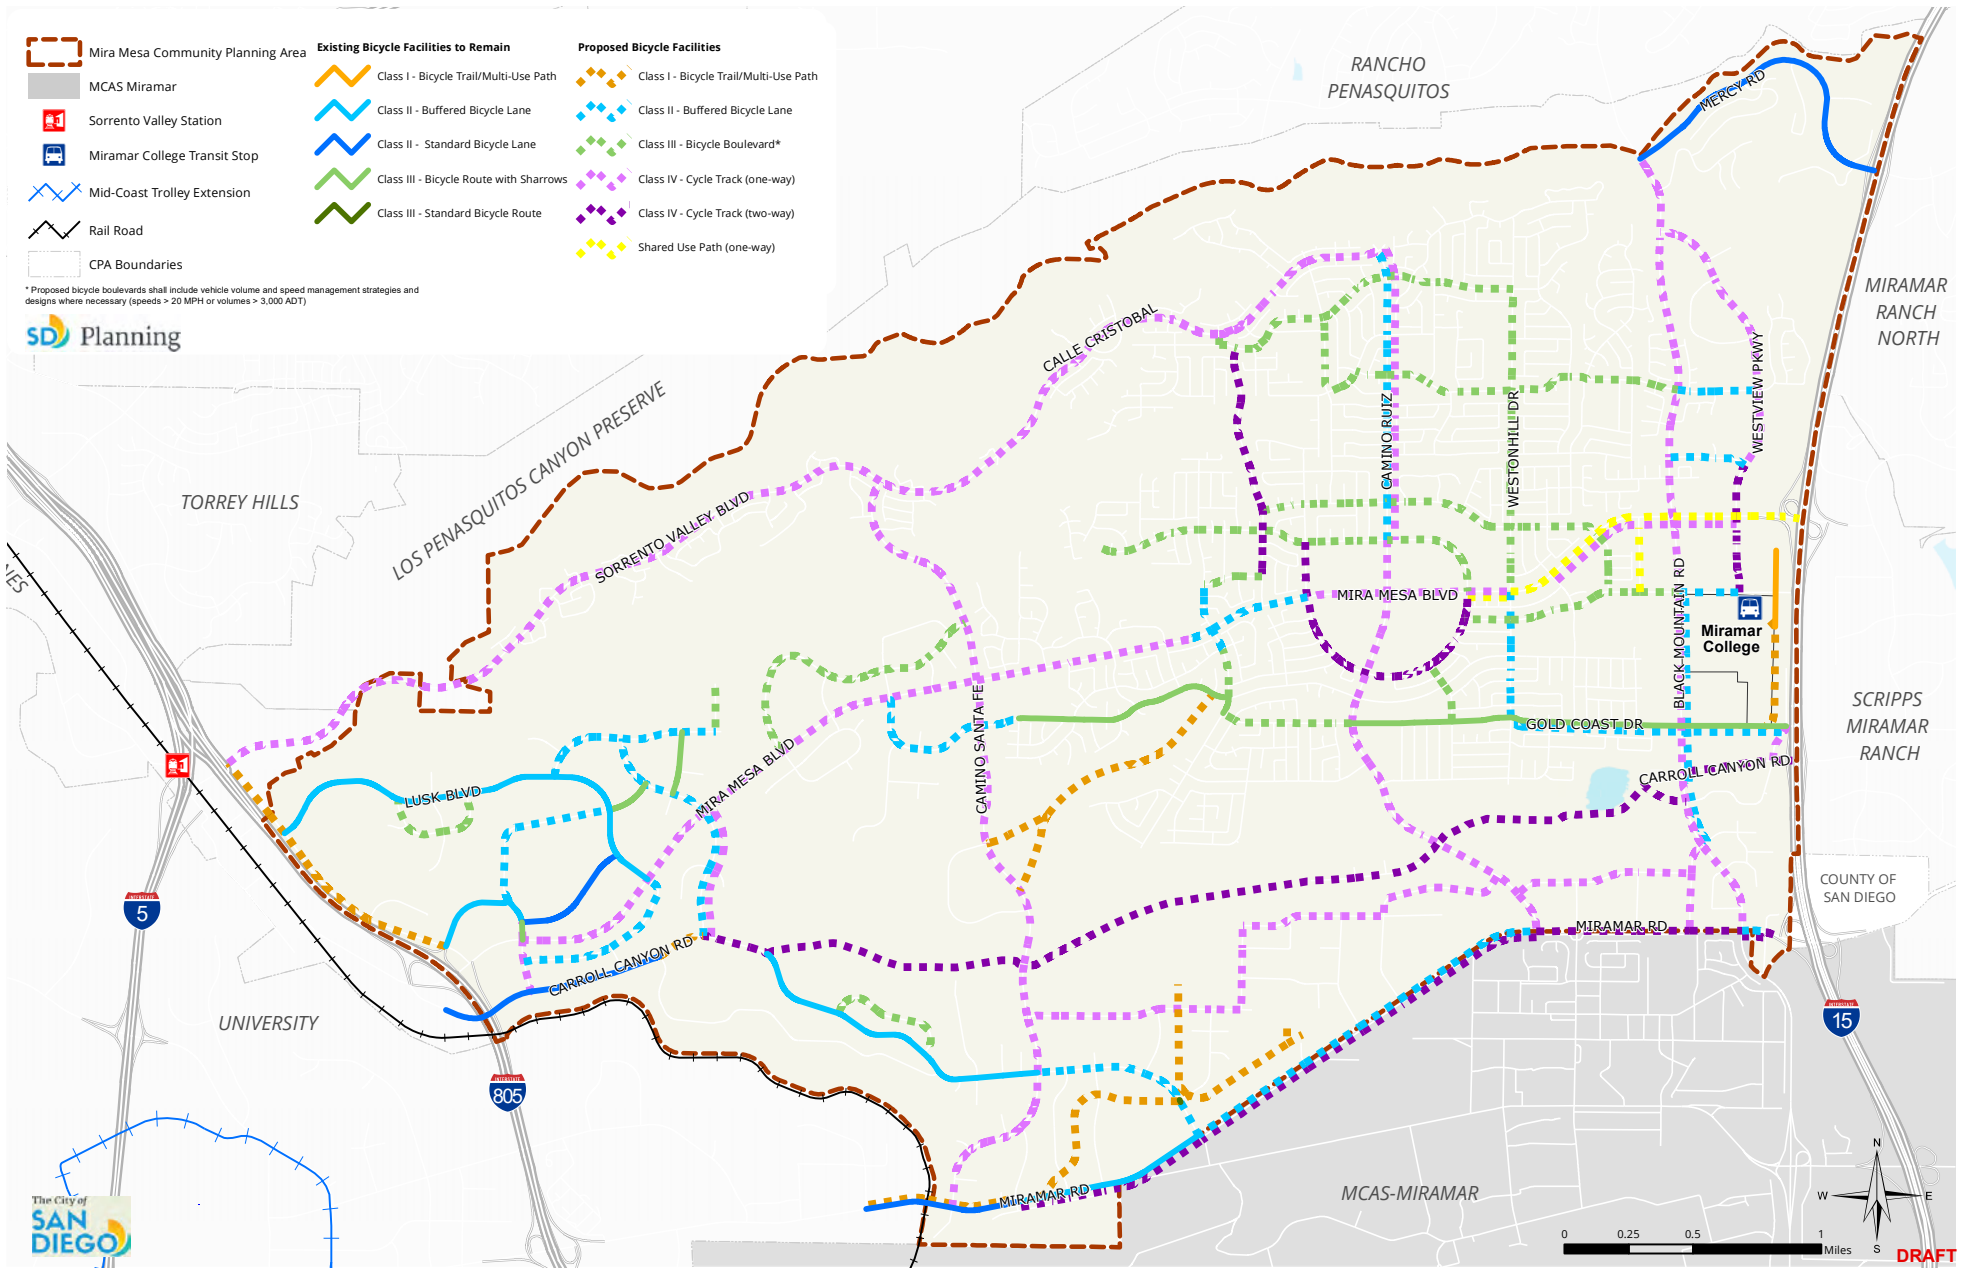 Mira Mesa Community Planning Area
MCAS Miramar
Sorrento Valley Station
Miramar College Transit Stop
Mid-Coast Trolley Extension
Rail Road
CPA Boundaries
Existing Bicycle Facilities to Remain
Class I - Bicycle Trail/Multi-Use Path
Class II - Buffered Bicycle Lane
Class II - Standard Bicycle Lane
Class III - Bicycle Route with Sharrows
Class III - Standard Bicycle Route
Proposed Bicycle Facilities
Class I - Bicycle Trail/Multi-Use Path
Class II - Buffered Bicycle Lane
Class III - Bicycle Boulevard*
Class IV - Cycle Track (one-way)
Class IV - Cycle Track (two-way)
Shared Use Path (one-way)
* Proposed bicycle boulevards shall include vehicle volume and speed management strategies and
designs where necessary (speeds > 20 MPH or volumes > 3,000 ADT)
SD Planning
RANCHO
PENASQUITOS
MERCY RD
MIRAMAR
RANCH
NORTH
CALLE CRISTOBAL
WESTVIEW PKWY
CAMINO RUIZ
WESTONHILL DR
LOS PENASQUITOS CANYON PRESERVE
TORREY HILLS
SORRENTO VALLEY BLVD
NES
MIRA MESA BLVD
BLACK MOUNTAIN RD
Miramar
College
SCRIPPS
MIRAMAR
RANCH
CAMINO SANTA FE
GOLD COAST DR
MIRA MESA BLVD
CARROLL CANYON RD
LUSK BLVD
COUNTY OF
SAN DIEGO
INTERSTATE
5
MIRAMAR RD
CARROLL CANYON RD
UNIVERSITY
INTERSTATE
15
INTERSTATE
805
MIRAMAR RD
MCAS-MIRAMAR
The City of
SAN
DIEGO
N
W
E
S
0 0.25 0.5 1
Miles
DRAFT